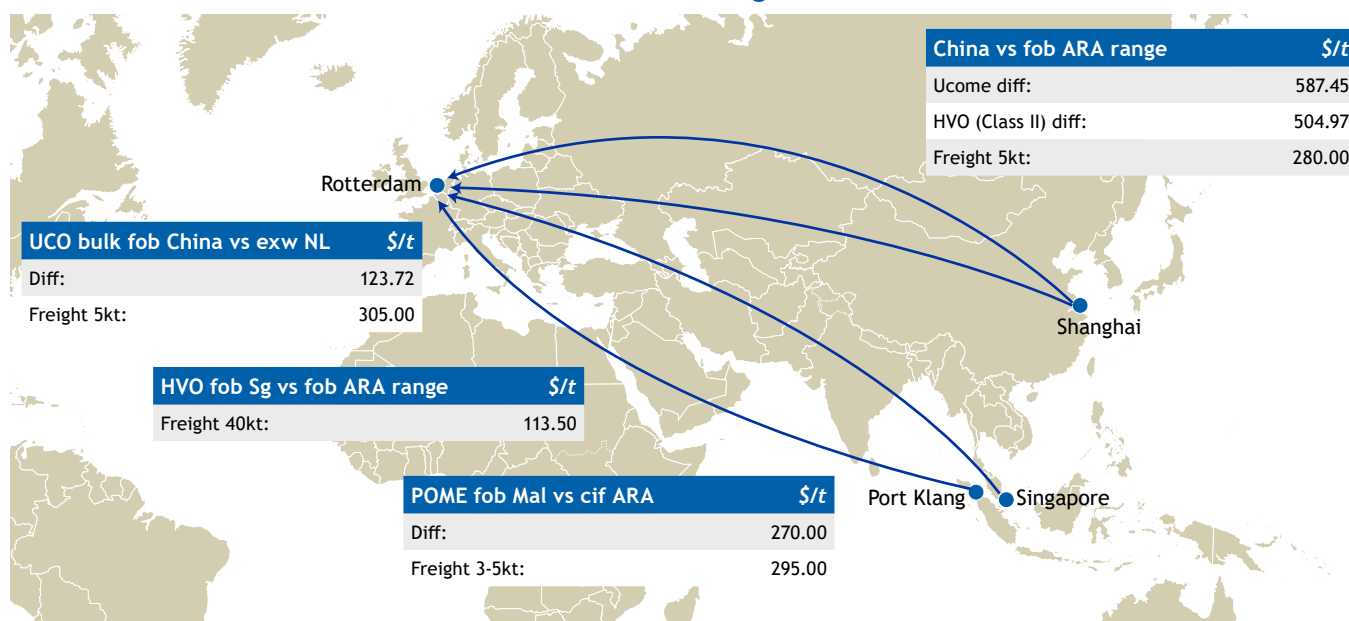 China vs fob ARA range $/t
Ucome diff: 587.45
HVO (Class II) diff: 504.97
Freight 5kt: 280.00
Rotterdam
UCO bulk fob China vs exw NL $/t
Diff: 123.72
Freight 5kt: 305.00
Shanghai
HVO fob Sg vs fob ARA range $/t
Freight 40kt: 113.50
POME fob Mal vs cif ARA $/t
Diff: 270.00
Freight 3-5kt: 295.00
Port Klang
Singapore